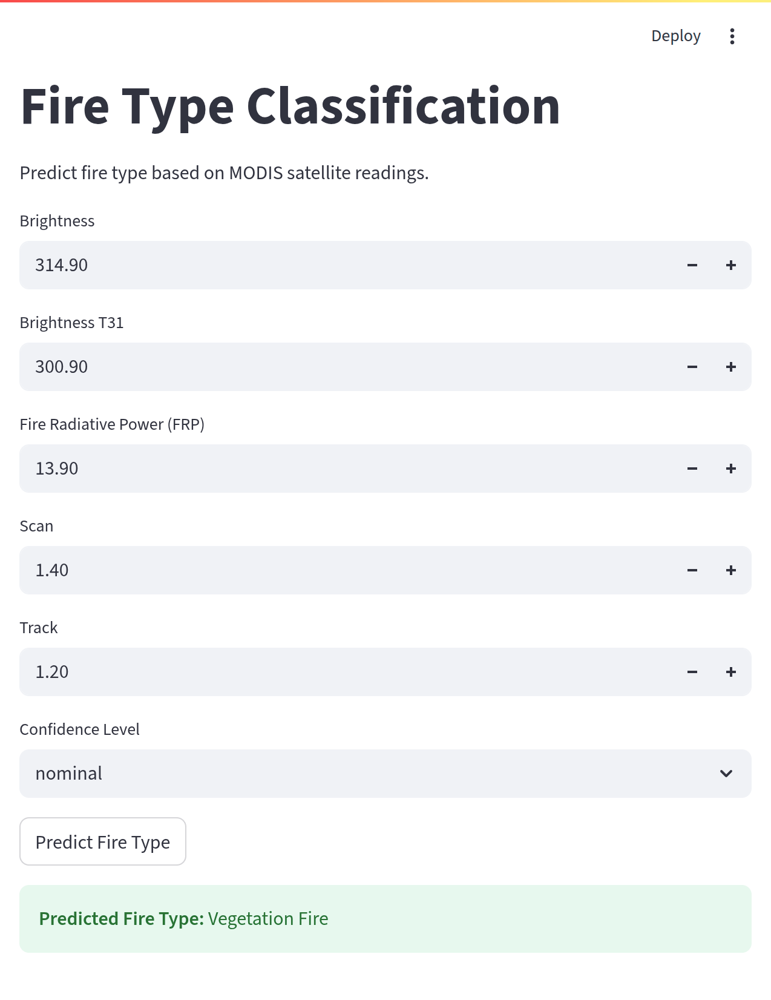 Deploy
Fire Type Classification
Predict fire type based on MODIS satellite readings.
Brightness
314.90
Brightness T31
300.90
Fire Radiative Power (FRP)
13.90
Scan
1.40
Track
1.20
Confidence Level
nominal
Predict Fire Type
Predicted Fire Type: Vegetation Fire